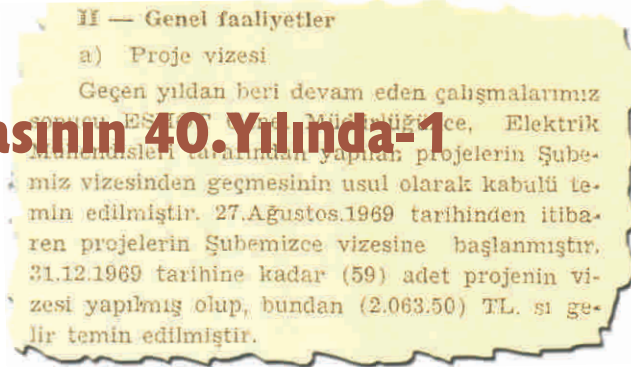 II — Genel faaliyetler
a) Proje vizesi
Geçen yıldan beri devam eden çalışmalarımız
Elektrik
asının 40.Yılında-1
tarafından yapılan projelerin Şube-
miz vizesinden geçmesinin usul olarak kabulü te-
min edilmiştir. 27.Ağustos.1969 tarihinden itiba-
ren projelerin Şubemizce vizesine başlanmıştır.
31.12.1969 tarihine kadar (59) adet projenin vi-
zesi yapılmış olup, bundan (2.063.50) TL. sı ge-
lir temin edilmiştir.